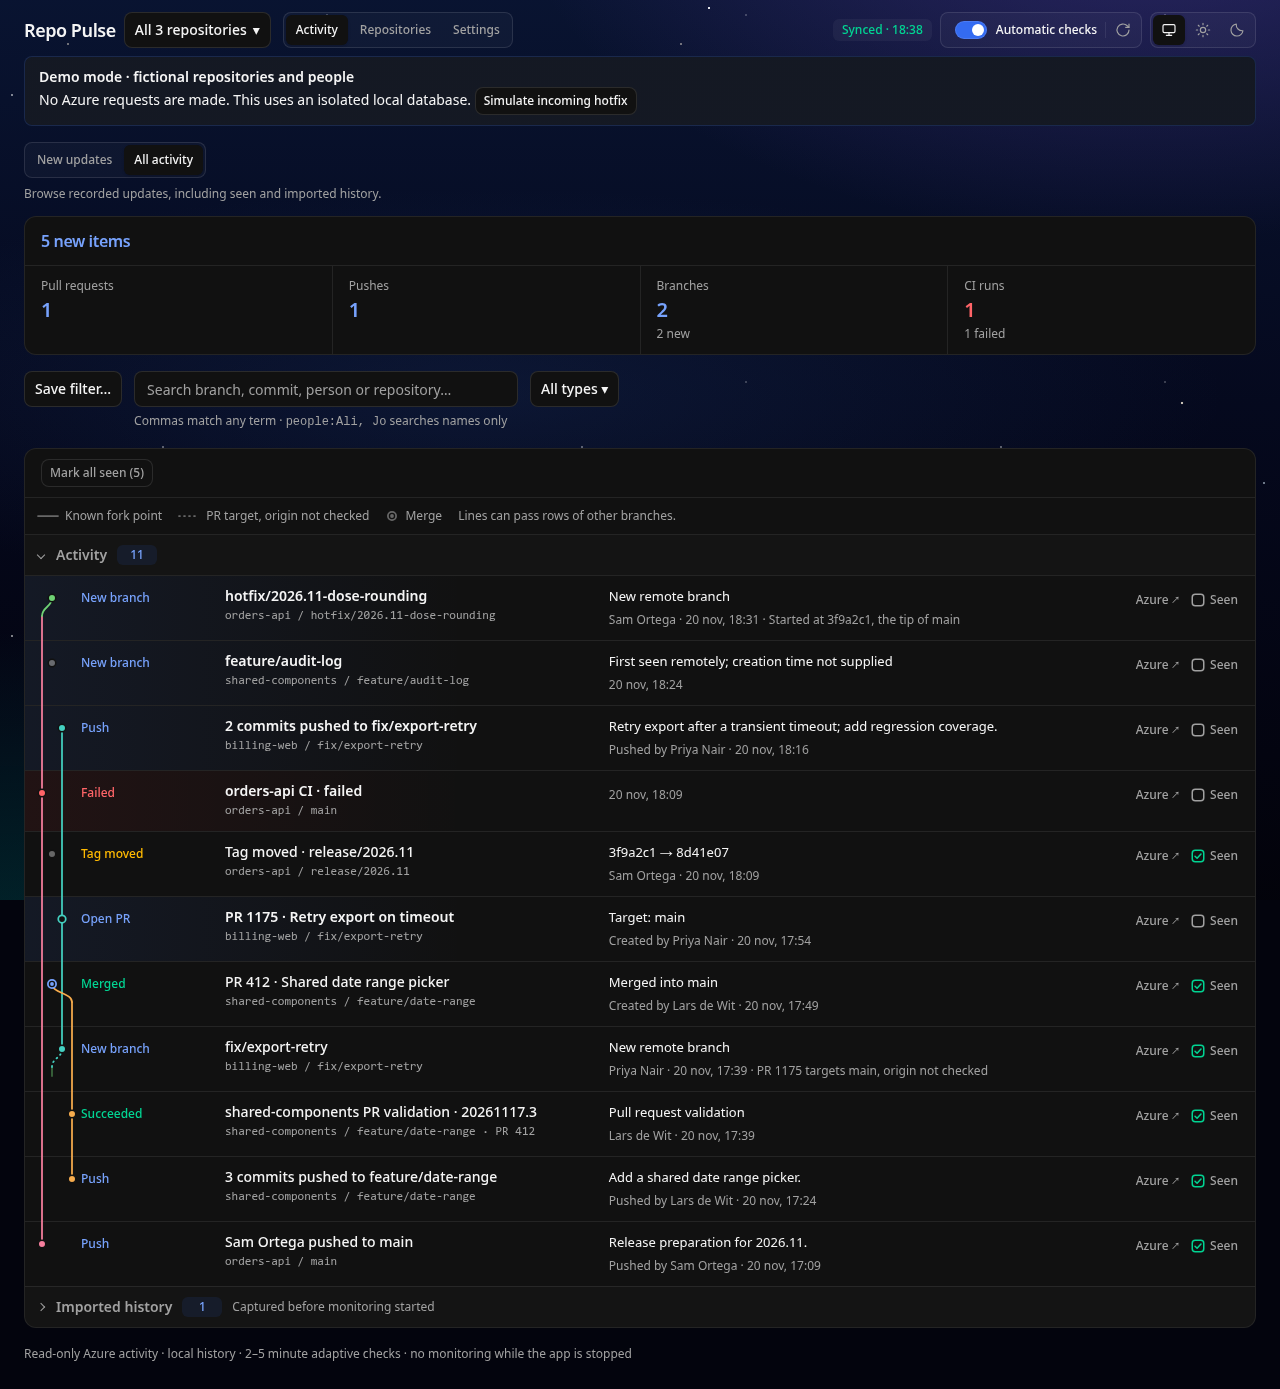 Repo Pulse
All 3 repositories ▾
Activity
Repositories
Settings
Synced · 18:38
Automatic checks
Demo mode · fictional repositories and people
No Azure requests are made. This uses an isolated local database.
Simulate incoming hotfix
New updates
All activity
Browse recorded updates, including seen and imported history.
5 new items
Pull requests
1
Pushes
1
Branches
2
2 new
CI runs
1
1 failed
Save filter...
Search branch, commit, person or repository...
All types ▾
Commas match any term · people:Ali, Jo searches names only
Mark all seen (5)
Known fork point
PR target, origin not checked
Merge
Lines can pass rows of other branches.
Activity 11
New branch
hotfix/2026.11-dose-rounding
orders-api / hotfix/2026.11-dose-rounding
New remote branch
Sam Ortega · 20 nov, 18:31 · Started at 3f9a2c1, the tip of main
Azure ↗ Seen
New branch
feature/audit-log
shared-components / feature/audit-log
First seen remotely; creation time not supplied
20 nov, 18:24
Azure ↗ Seen
Push
2 commits pushed to fix/export-retry
billing-web / fix/export-retry
Retry export after a transient timeout; add regression coverage.
Pushed by Priya Nair · 20 nov, 18:16
Azure ↗ Seen
Failed
orders-api CI · failed
orders-api / main
20 nov, 18:09
Azure ↗ Seen
Tag moved
Tag moved · release/2026.11
orders-api / release/2026.11
3f9a2c1 → 8d41e07
Sam Ortega · 20 nov, 18:09
Azure ↗ Seen
Open PR
PR 1175 · Retry export on timeout
billing-web / fix/export-retry
Target: main
Created by Priya Nair · 20 nov, 17:54
Azure ↗ Seen
Merged
PR 412 · Shared date range picker
shared-components / feature/date-range
Merged into main
Created by Lars de Wit · 20 nov, 17:49
Azure ↗ Seen
New branch
fix/export-retry
billing-web / fix/export-retry
New remote branch
Priya Nair · 20 nov, 17:39 · PR 1175 targets main, origin not checked
Azure ↗ Seen
Succeeded
shared-components PR validation · 20261117.3
shared-components / feature/date-range · PR 412
Pull request validation
Lars de Wit · 20 nov, 17:39
Azure ↗ Seen
Push
3 commits pushed to feature/date-range
shared-components / feature/date-range
Add a shared date range picker.
Pushed by Lars de Wit · 20 nov, 17:24
Azure ↗ Seen
Push
Sam Ortega pushed to main
orders-api / main
Release preparation for 2026.11.
Pushed by Sam Ortega · 20 nov, 17:09
Azure ↗ Seen
Imported history 1 Captured before monitoring started
Read-only Azure activity · local history · 2–5 minute adaptive checks · no monitoring while the app is stopped